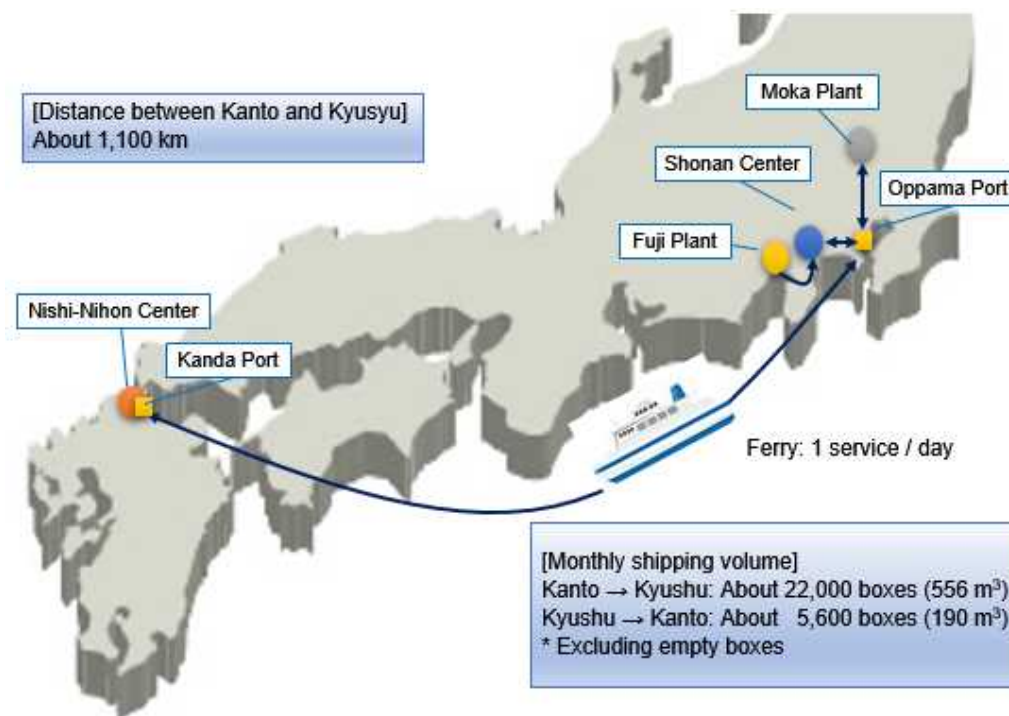 [Distance between Kanto and Kyusyu]
About 1,100 km
Moka Plant
Shonan Center
Oppama Port
Fuji Plant
Nishi-Nihon Center
Kanda Port
Ferry: 1 service / day
[Monthly shipping volume]
Kanto → Kyushu: About 22,000 boxes (556 m³)
Kyushu → Kanto: About 5,600 boxes (190 m³)
* Excluding empty boxes